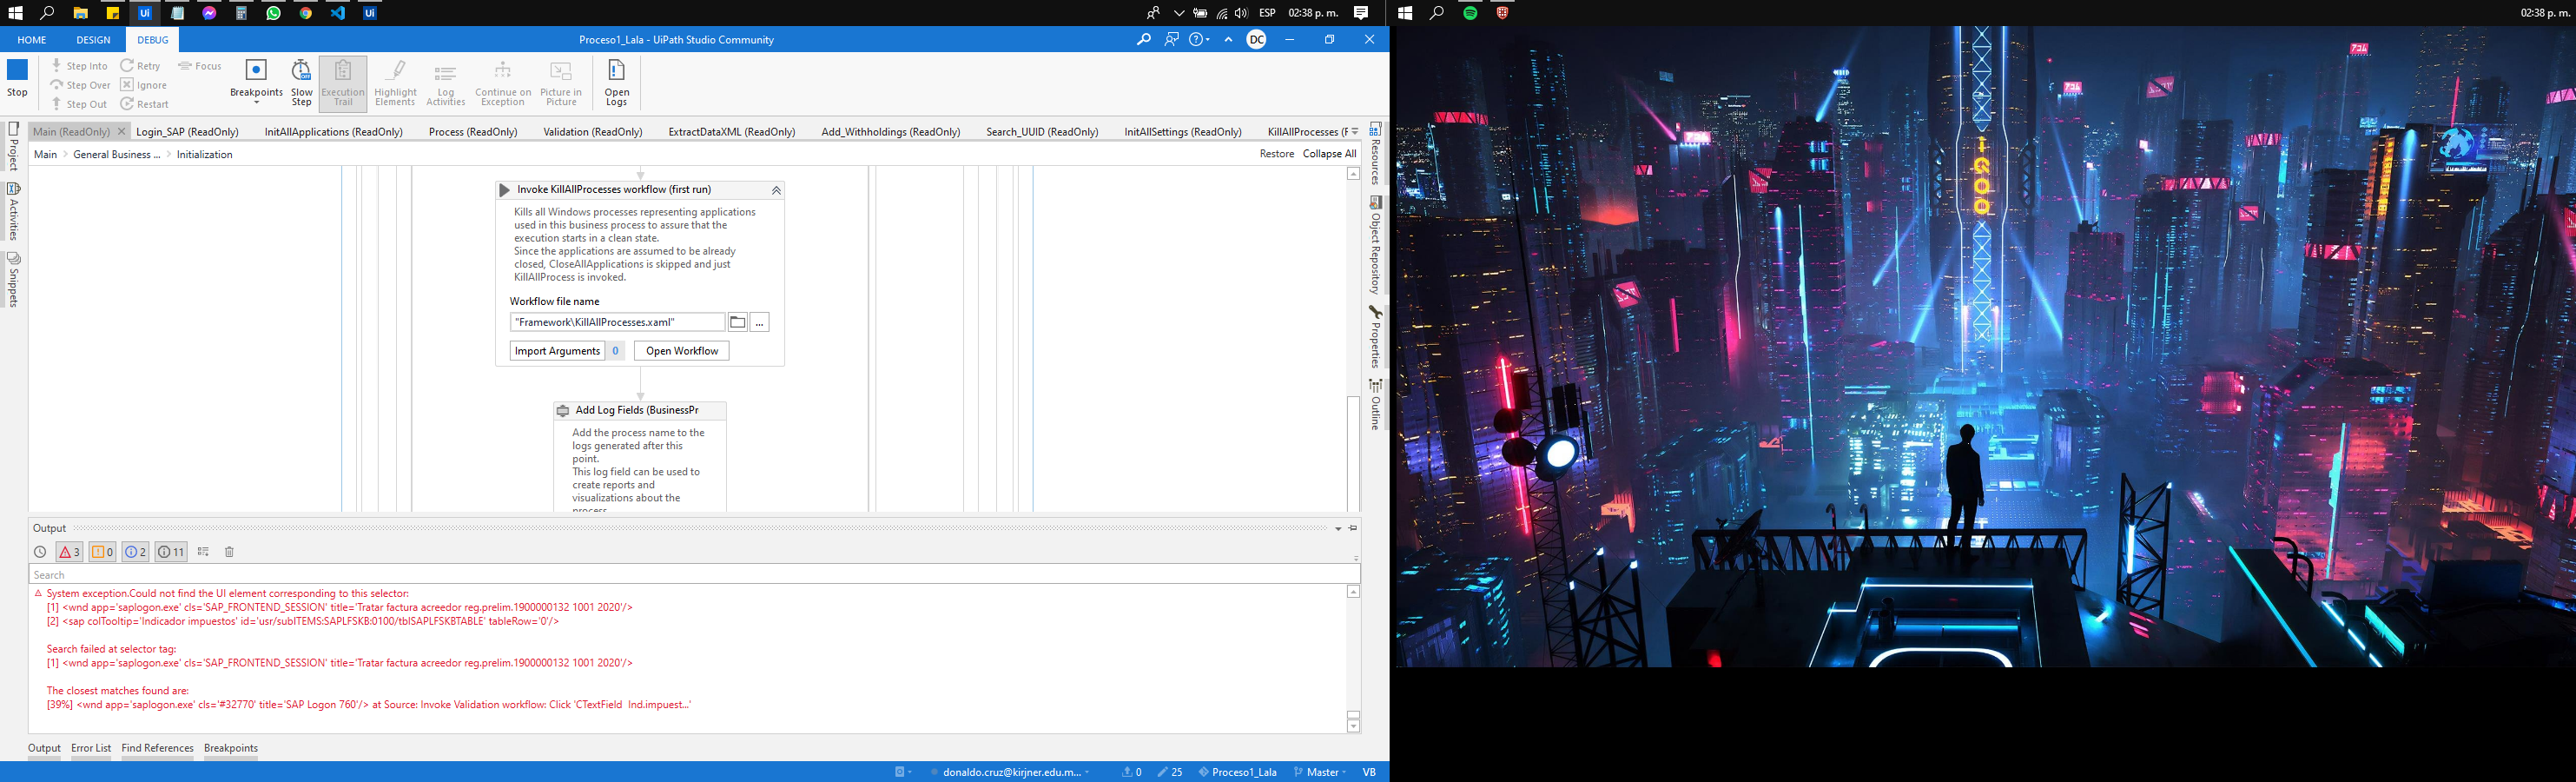 ESP
02:38 p. m.
02:38 p. m.
HOME
DESIGN
DEBUG
Proceso1_Lala - UiPath Studio Community
DC
Stop
Step Into
Step Over
Step Out
Retry
Ignore
Restart
Focus
Breakpoints
Slow Step
Execution Trail
Highlight Elements
Log Activities
Continue on Exception
Picture in Picture
Open Logs
Main (ReadOnly)
Login_SAP (ReadOnly)
InitAllApplications (ReadOnly)
Process (ReadOnly)
Validation (ReadOnly)
ExtractDataXML (ReadOnly)
Add_Withholdings (ReadOnly)
Search_UUID (ReadOnly)
InitAllSettings (ReadOnly)
KillAllProcesses (F
Main > General Business ... > Initialization
Restore
Collapse All
Project
Activities
Snippets
Resources
Object Repository
Properties
Outline
Invoke KillAllProcesses workflow (first run)
Kills all Windows processes representing applications
used in this business process to assure that the
execution starts in a clean state.
Since the applications are assumed to be already
closed, CloseAllApplications is skipped and just
KillAllProcess is invoked.
Workflow file name
"Framework\KillAllProcesses.xaml"
...
Import Arguments 0
Open Workflow
Add Log Fields (BusinessPr
Add the process name to the
logs generated after this
point.
This log field can be used to
create reports and
visualizations about the
process.
Output
3
0
2
11
Search
System exception.Could not find the UI element corresponding to this selector:
[1] <wnd app='saplogon.exe' cls='SAP_FRONTEND_SESSION' title='Tratar factura acreedor reg.prelim.1900000132 1001 2020'/>
[2] <sap colTooltip='Indicador impuestos' id='usr/subITEMS:SAPLFSKB:0100/tblSAPLFSKBTABLE' tableRow='0'/>
Search failed at selector tag:
[1] <wnd app='saplogon.exe' cls='SAP_FRONTEND_SESSION' title='Tratar factura acreedor reg.prelim.1900000132 1001 2020'/>
The closest matches found are:
[39%] <wnd app='saplogon.exe' cls='#32770' title='SAP Logon 760'/> at Source: Invoke Validation workflow: Click 'CTextField Ind.impuest...'
Output
Error List
Find References
Breakpoints
donaldo.cruz@kirjner.edu.m...
0
25
Proceso1_Lala
Master
VB